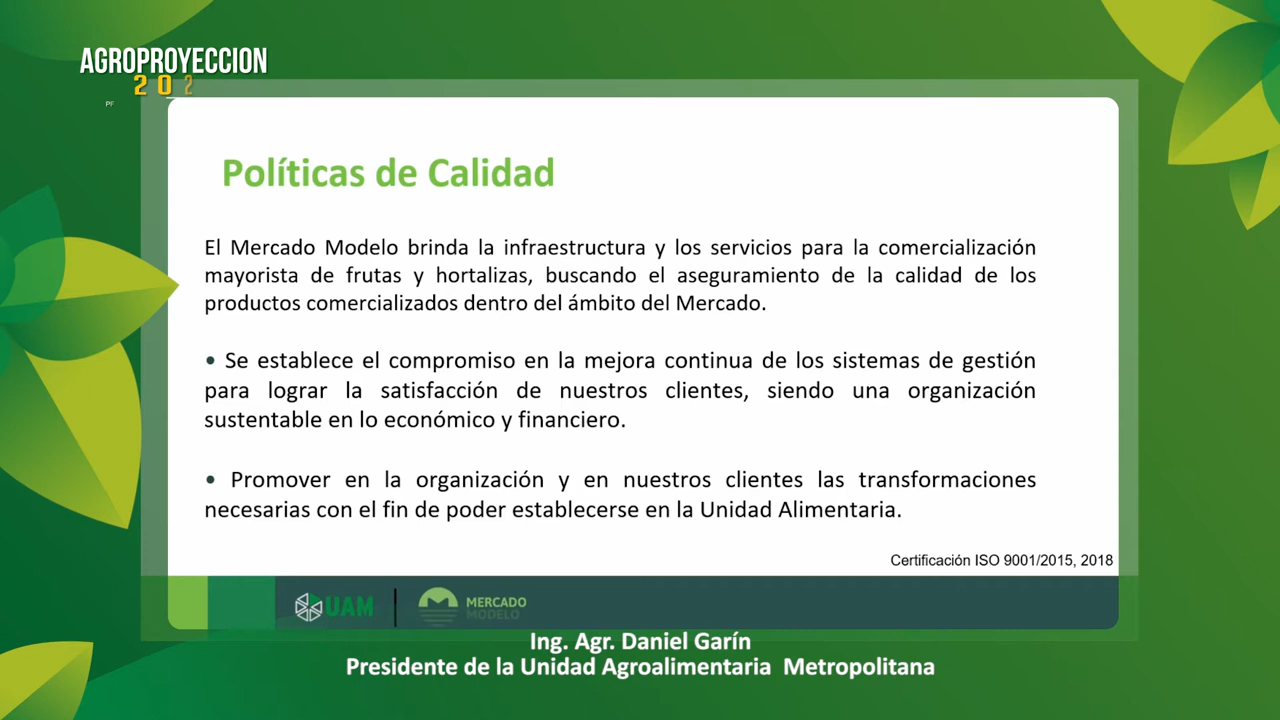 AGROPROYECCION
202
PF
Políticas de Calidad
El Mercado Modelo brinda la infraestructura y los servicios para la comercialización
mayorista de frutas y hortalizas, buscando el aseguramiento de la calidad de los
productos comercializados dentro del ámbito del Mercado.
• Se establece el compromiso en la mejora continua de los sistemas de gestión
para lograr la satisfacción de nuestros clientes, siendo una organización
sustentable en lo económico y financiero.
• Promover en la organización y en nuestros clientes las transformaciones
necesarias con el fin de poder establecerse en la Unidad Alimentaria.
Certificación ISO 9001/2015, 2018
UAM
MERCADO
MODELO
Ing. Agr. Daniel Garín
Presidente de la Unidad Agroalimentaria Metropolitana